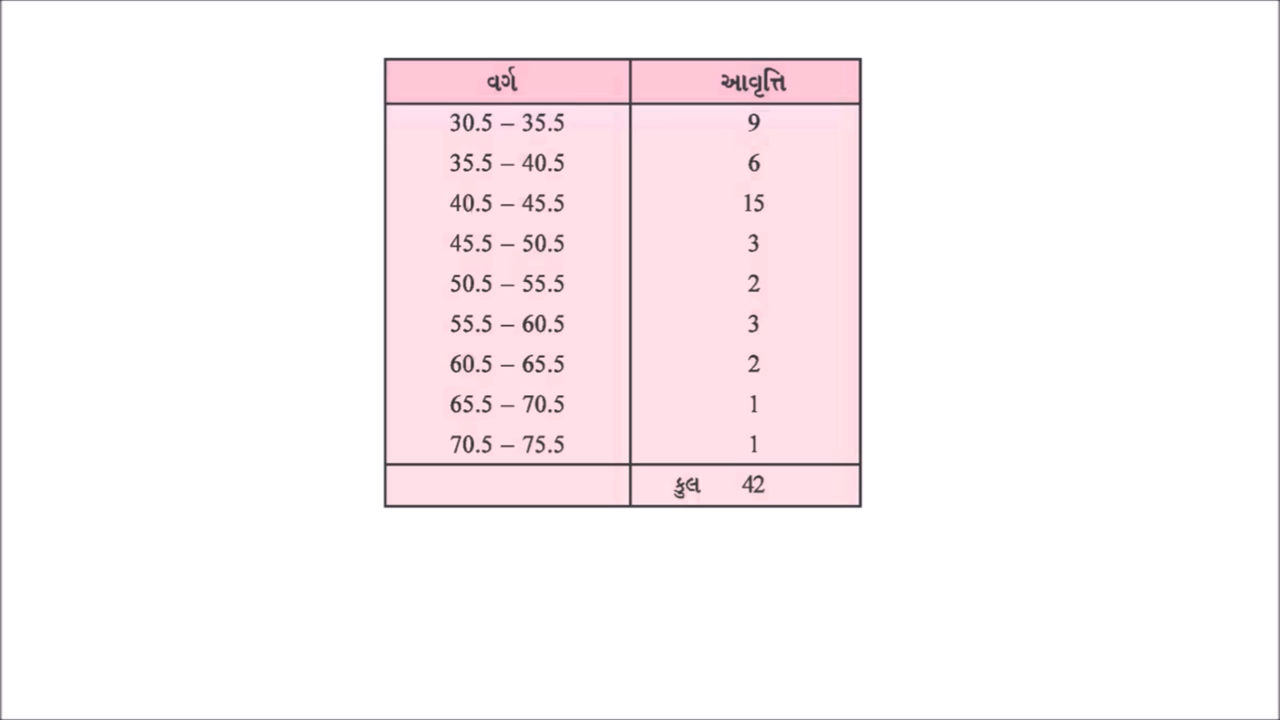 વર્ગ આવૃત્તિ
30.5 – 35.5 9
35.5 – 40.5 6
40.5 – 45.5 15
45.5 – 50.5 3
50.5 – 55.5 2
55.5 – 60.5 3
60.5 – 65.5 2
65.5 – 70.5 1
70.5 – 75.5 1
કુલ 42